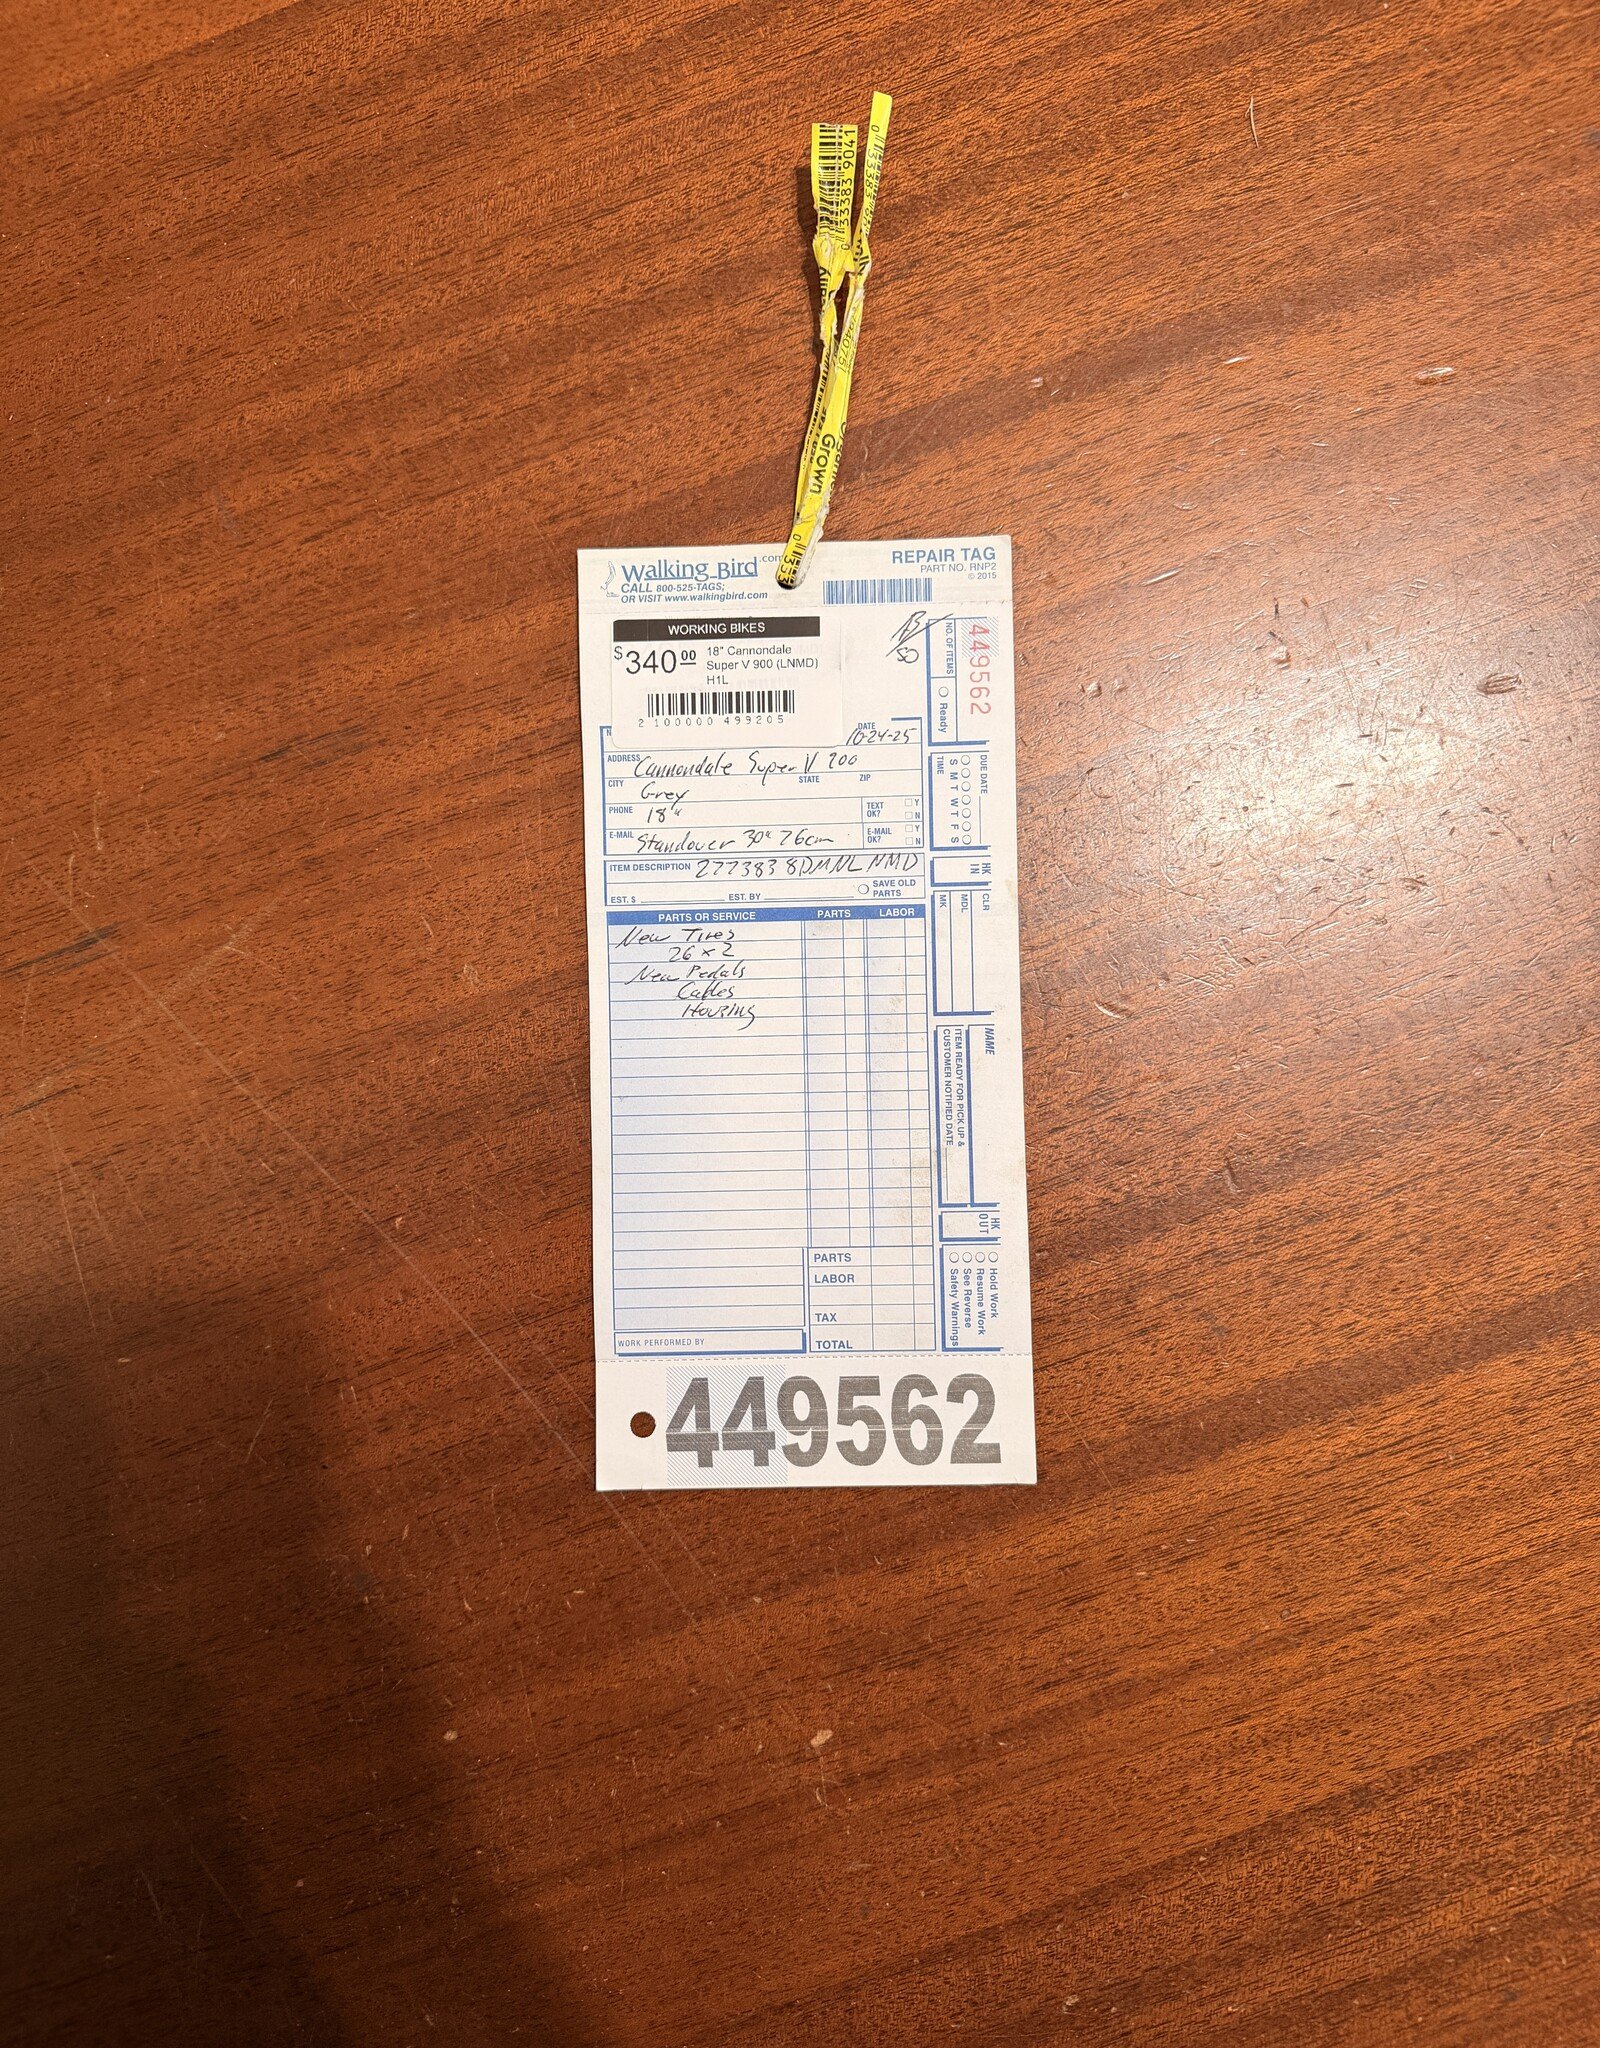 0 33383 9041
Grown
Walking Bird.com
CALL 800-525-TAGS;
OR VISIT www.walkingbird.com
REPAIR TAG
PART NO. RNP2
© 2015
WORKING BIKES
$340 00
18" Cannondale
Super V 900 (LNMD)
H1L
2 100000 499205
50
NO. OF ITEMS
Ready
449562
DATE 10-24-25
ADDRESS Cannondale Super V 900
CITY Grey STATE ZIP
PHONE 18"
TEXT OK? Y N
E-MAIL Standover 30" 76cm
E-MAIL OK? Y N
ITEM DESCRIPTION 2773838DMNLNMD
EST. $ EST. BY SAVE OLD PARTS
DUE DATE
S M T W T F S
TIME
HK IN
CLR
MDL
MK
PARTS OR SERVICE PARTS LABOR
New Tires
26 x 2
New Pedals
Cables
Housing
NAME
ITEM READY FOR PICK UP &
CUSTOMER NOTIFIED DATE
HK OUT
Hold Work
Resume Work
See Reverse
Safety Warnings
PARTS
LABOR
TAX
TOTAL
WORK PERFORMED BY
449562